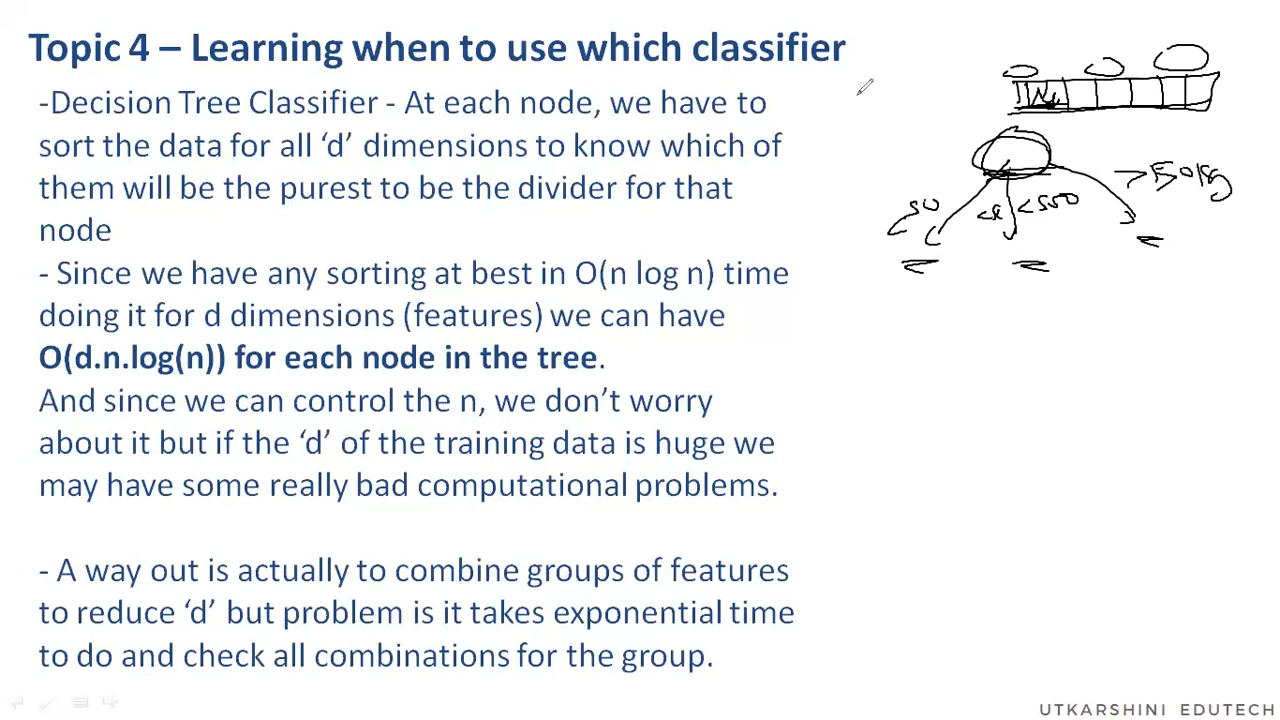 Topic 4 – Learning when to use which classifier
-Decision Tree Classifier - At each node, we have to
sort the data for all ‘d’ dimensions to know which of
them will be the purest to be the divider for that
node
- Since we have any sorting at best in O(n log n) time
doing it for d dimensions (features) we can have
O(d.n.log(n)) for each node in the tree.
And since we can control the n, we don’t worry
about it but if the ‘d’ of the training data is huge we
may have some really bad computational problems.
- A way out is actually to combine groups of features
to reduce ‘d’ but problem is it takes exponential time
to do and check all combinations for the group.
50
<500
UTKARSHINI EDUTECH